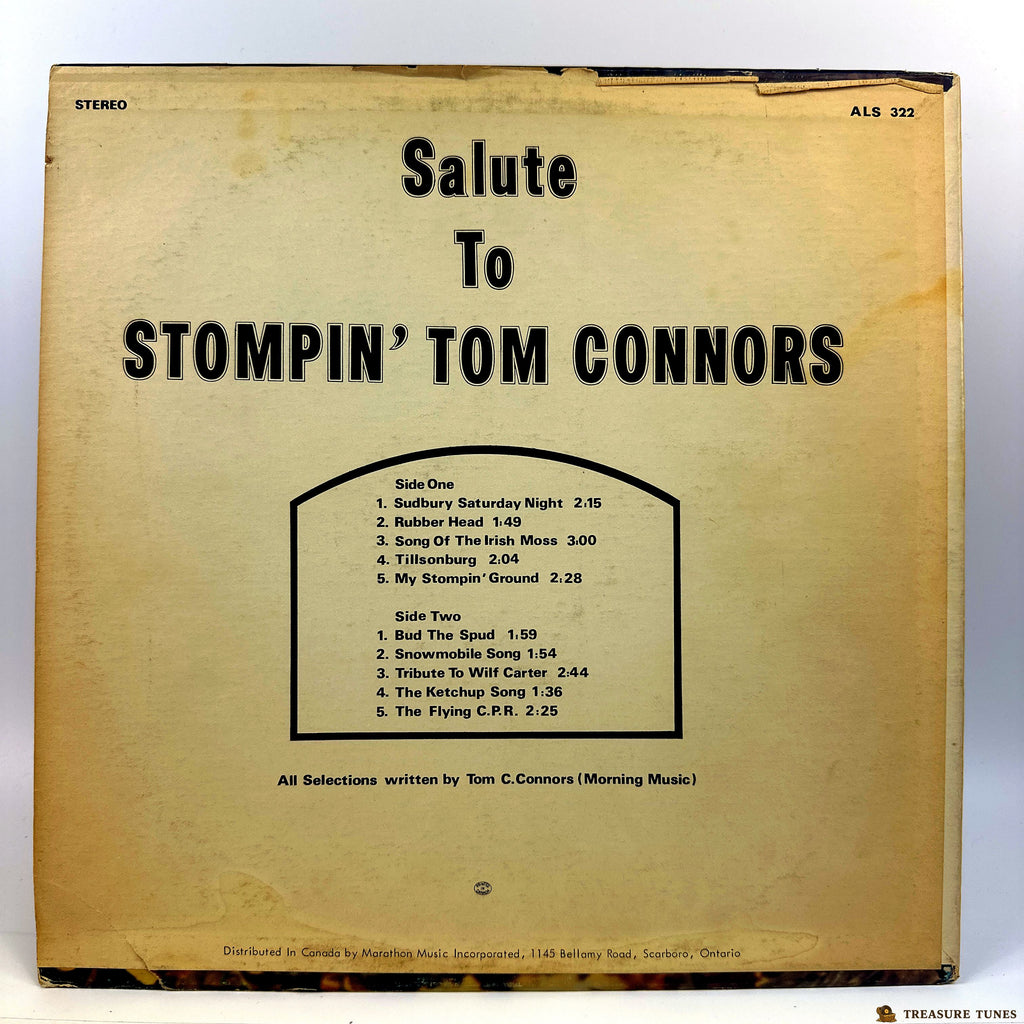 STEREO
ALS 322
Salute
To
STOMPIN' TOM CONNORS
Side One
1. Sudbury Saturday Night 2:15
2. Rubber Head 1:49
3. Song Of The Irish Moss 3:00
4. Tillsonburg 2:04
5. My Stompin' Ground 2:28
Side Two
1. Bud The Spud 1:59
2. Snowmobile Song 1:54
3. Tribute To Wilf Carter 2:44
4. The Ketchup Song 1:36
5. The Flying C.P.R. 2:25
All Selections written by Tom C.Connors (Morning Music)
Distributed In Canada by Marathon Music Incorporated, 1145 Bellamy Road, Scarboro, Ontario
TREASURE TUNES